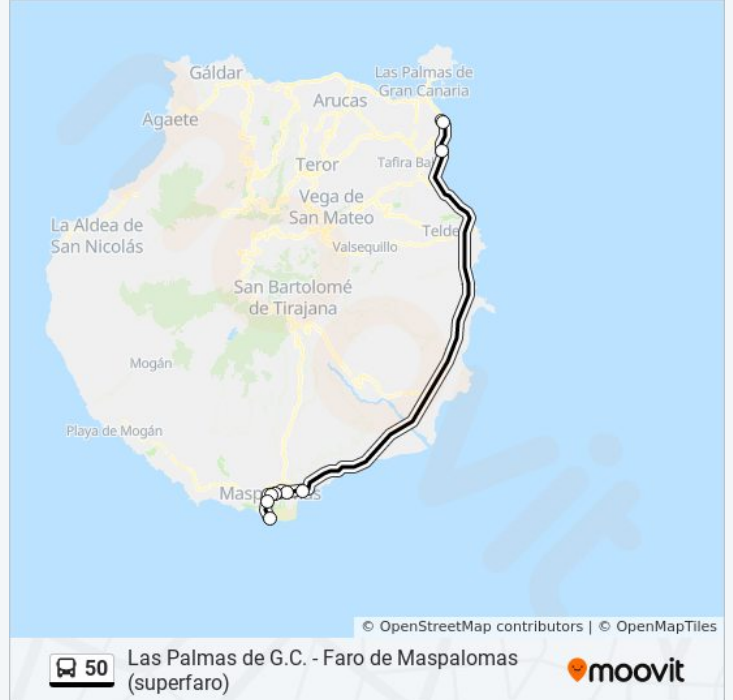 Gáldar
Las Palmas de
Gran Canaria
Arucas
Agaete
Teror
Tafira Ba
Vega de
San Mateo
La Aldea de
San Nicolás
Telde
Valsequillo
San Bartolomé
de Tirajana
Mogán
Playa de Mogán
Maspalomas
© OpenStreetMap contributors | © OpenMapTiles
50
Las Palmas de G.C. - Faro de Maspalomas
(superfaro)
moovit